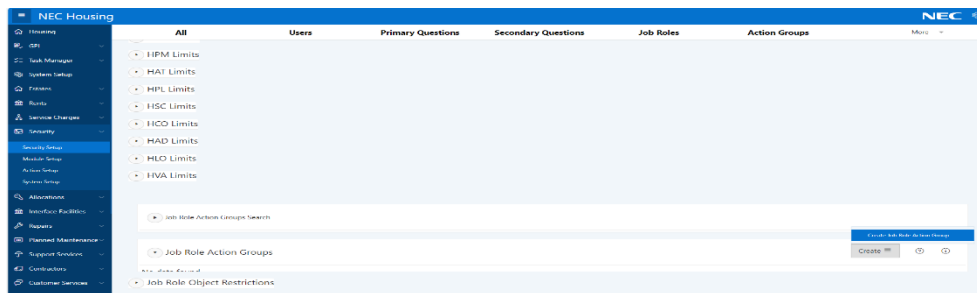 NEC Housing
NEC
Housing
GPI
Task Manager
System Setup
Estates
Rents
Service Charges
Security
Security Setup
Module Setup
Action Setup
System Setup
Allocations
Interface Facilities
Repairs
Planned Maintenance
Support Services
Contractors
Customer Services
All Users Primary Questions Secondary Questions Job Roles Action Groups More
HPM Limits
HAT Limits
HPL Limits
HSC Limits
HCO Limits
HAD Limits
HLO Limits
HVA Limits
Job Role Action Groups Search
Create Job Role Action Group
Job Role Action Groups
Create
No data found
Job Role Object Restrictions